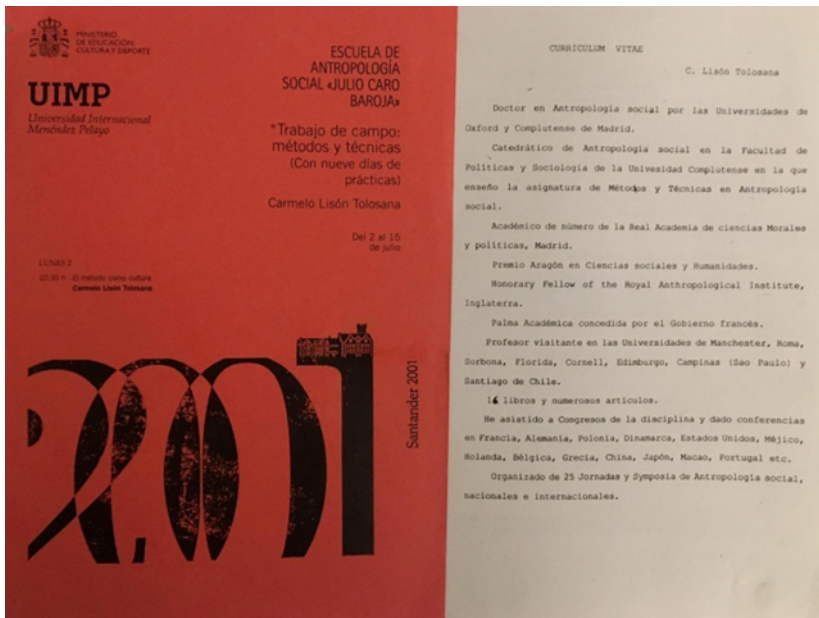 MINISTERIO
DE EDUCACIÓN,
CULTURA Y DEPORTE
UIMP
Universidad Internacional
Menéndez Pelayo
ESCUELA DE
ANTROPOLOGÍA
SOCIAL «JULIO CARO
BAROJA»
"Trabajo de campo:
métodos y técnicas
(Con nueve días de
prácticas)
Carmelo Lisón Tolosana
Del 2 al 15
de julio
LUNES 2
10.30 h. El método como cultura
Carmelo Lisón Tolosana
2001
Santander 2001
CURRICULUM VITAE
C. Lisón Tolosana
Doctor en Antropología social por las Universidades de
Oxford y Complutense de Madrid.
Catedrático de Antropología social en la Facultad de
Políticas y Sociología de la Univesidad Complutense en la que
enseño la asignatura de Métodos y Técnicas en Antropología
social.
Académico de número de la Real Academia de ciencias Morales
y políticas, Madrid.
Premio Aragón en Ciencias sociales y Humanidades.
Honorary Fellow of the Royal Anthropological Institute,
Inglaterra.
Palma Académica concedida por el Gobierno francés.
Profesor visitante en las Universidades de Manchester, Roma,
Sorbona, Florida, Cornell, Edimburgo, Campinas (Sao Paulo) y
Santiago de Chile.
16 libros y numerosos artículos.
He asistido a Congresos de la disciplina y dado conferencias
en Francia, Alemania, Polonia, Dinamarca, Estados Unidos, Méjico,
Holanda, Bélgica, Grecia, China, Japón, Macao, Portugal etc.
Organizado de 25 Jornadas y Symposia de Antropología social,
nacionales e internacionales.